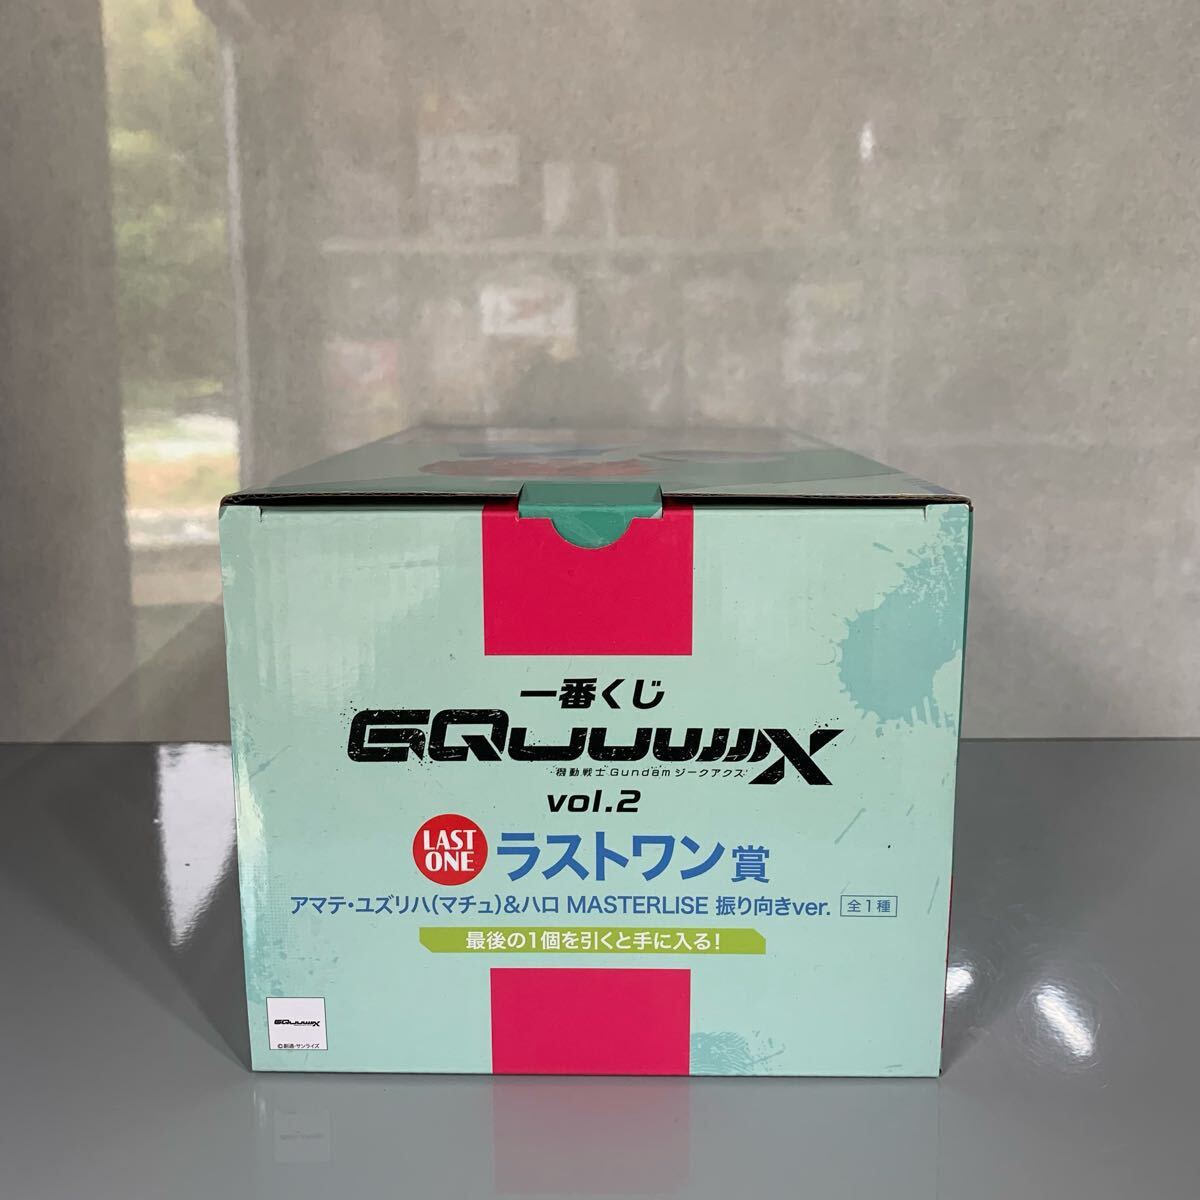 一番くじ
GQuuuuuuX
機動戦士Gundamジークアクス
vol.2
LAST
ONE
ラストワン賞
アマテ・ユズリハ(マチュ)&ハロ MASTERLISE 振り向きver. 全1種
最後の1個を引くと手に入る!
GQuuuuuuX
©創通・サンライズ